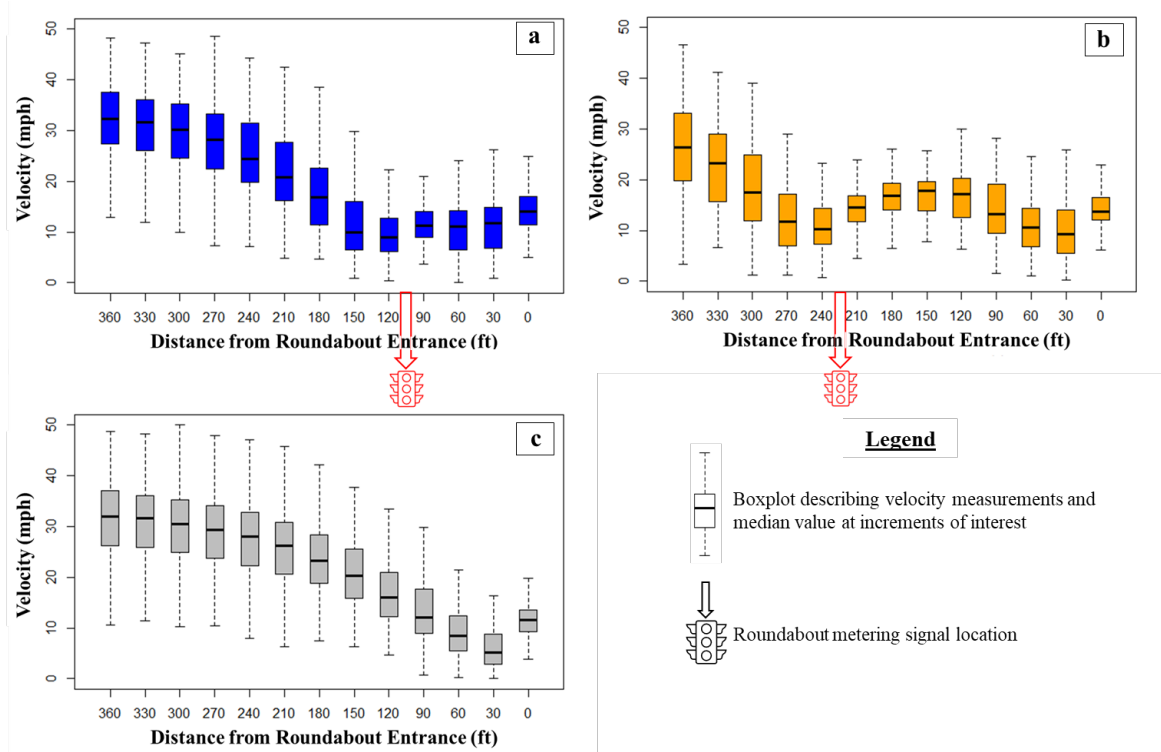 a
50
40
30
20
10
0
Velocity (mph)
360 330 300 270 240 210 180 150 120 90 60 30 0
Distance from Roundabout Entrance (ft)
b
50
40
30
20
10
0
Velocity (mph)
360 330 300 270 240 210 180 150 120 90 60 30 0
Distance from Roundabout Entrance (ft)
c
50
40
30
20
10
0
Velocity (mph)
360 330 300 270 240 210 180 150 120 90 60 30 0
Distance from Roundabout Entrance (ft)
Legend
Boxplot describing velocity measurements and
median value at increments of interest
Roundabout metering signal location